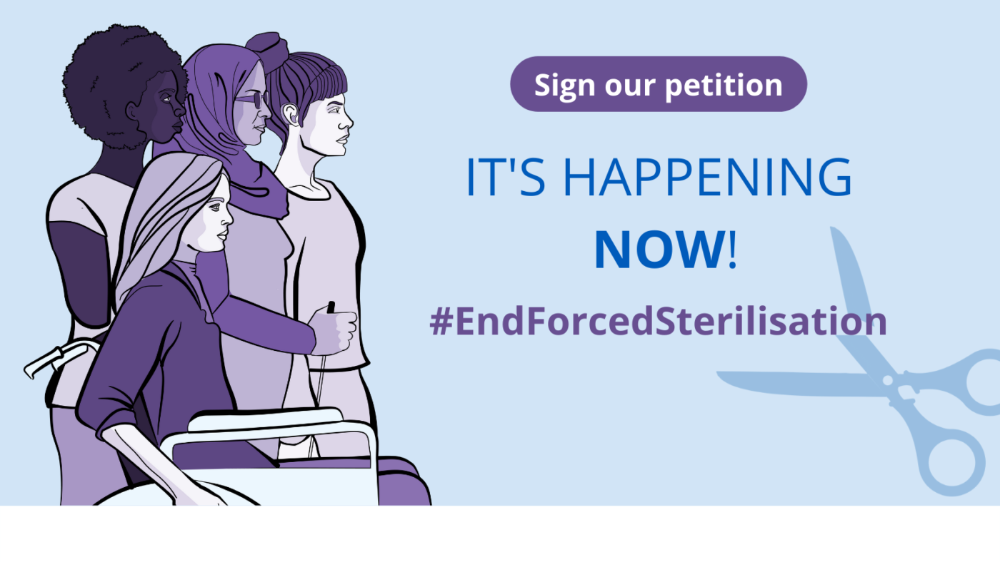 Sign our petition
IT'S HAPPENING
NOW!
#EndForcedSterilisation